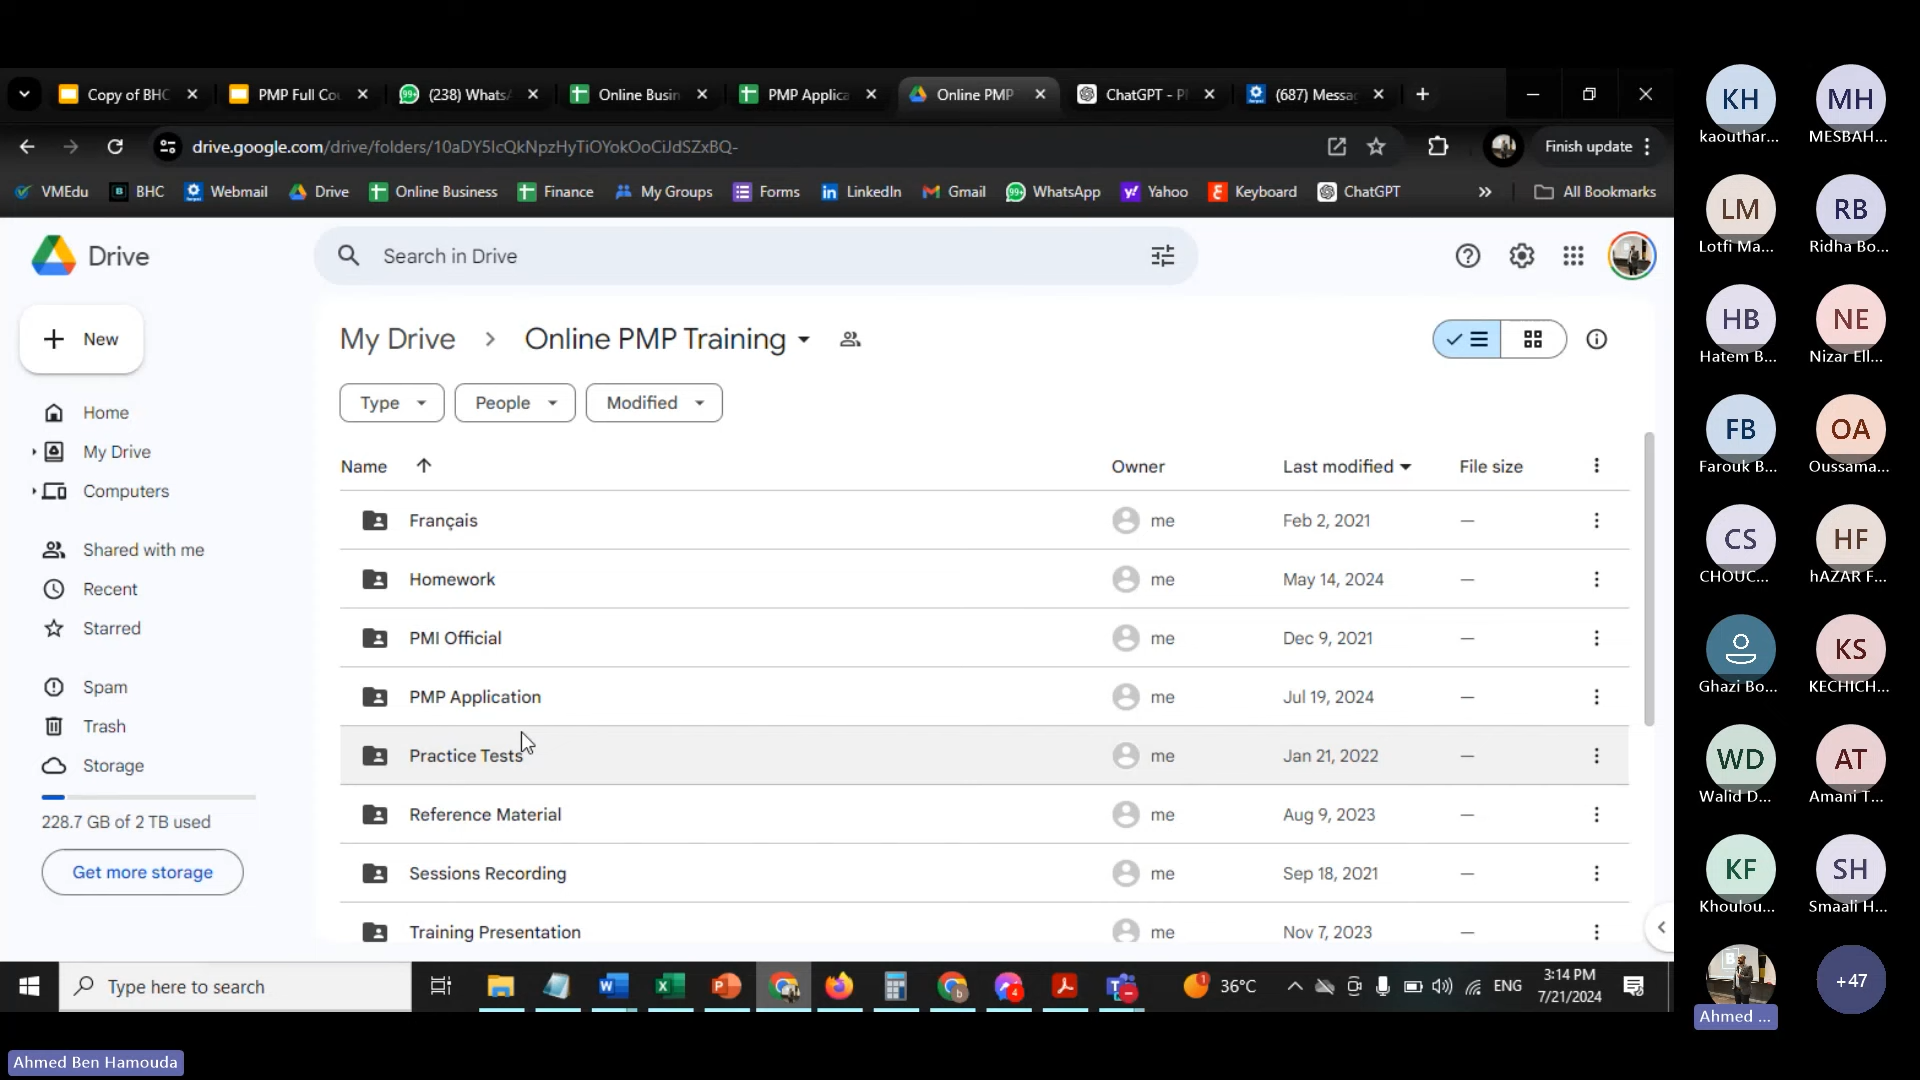 Copy of BHC
PMP Full Co
(238) Whats
Online Busin
PMP Applica
Online PMP
ChatGPT - P
(687) Messa
drive.google.com/drive/folders/10aDY5IcQkNpzHyTiOYokOoCiJdSZxBQ-
Finish update
VMEdu
BHC
Webmail
Drive
Online Business
Finance
My Groups
Forms
LinkedIn
Gmail
WhatsApp
Yahoo
Keyboard
ChatGPT
All Bookmarks
Drive
Search in Drive
New
Home
My Drive
Computers
Shared with me
Recent
Starred
Spam
Trash
Storage
228.7 GB of 2 TB used
Get more storage
My Drive > Online PMP Training
Type
People
Modified
Name Owner Last modified File size
Français me Feb 2, 2021 —
Homework me May 14, 2024 —
PMI Official me Dec 9, 2021 —
PMP Application me Jul 19, 2024 —
Practice Tests me Jan 21, 2022 —
Reference Material me Aug 9, 2023 —
Sessions Recording me Sep 18, 2021 —
Training Presentation me Nov 7, 2023 —
Type here to search
36°C
ENG
3:14 PM
7/21/2024
Ahmed Ben Hamouda
KH
kaouthar...
MH
MESBAH...
LM
Lotfi Ma...
RB
Ridha Bo...
HB
Hatem B...
NE
Nizar Ell...
FB
Farouk B...
OA
Oussama...
CS
CHOUC...
HF
hAZAR F...
Ghazi Bo...
KS
KECHICH...
WD
Walid D...
AT
Amani T...
KF
Khoulou...
SH
Smaali H...
Ahmed ...
+47